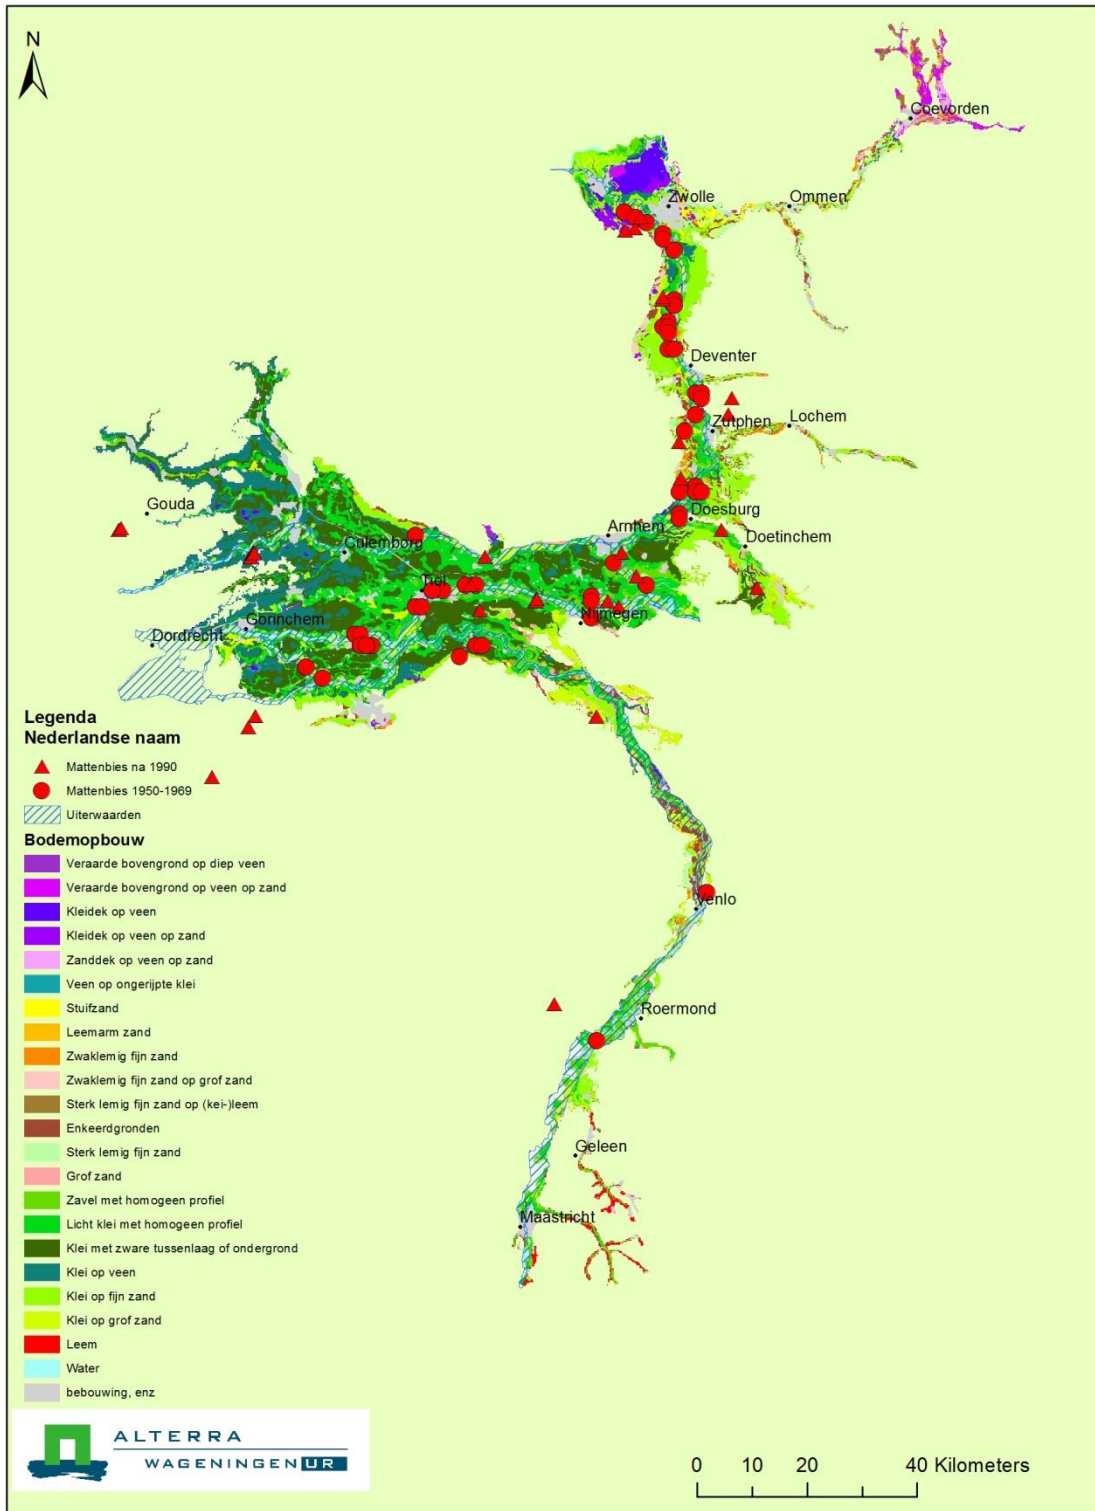 N
Coevorden
Zwolle
Ommen
Deventer
Zutphen
Lochem
Gouda
Culemborg
Arnhem
Doesburg
Doetinchem
Tiel
Gorinchem
Nijmegen
Dordrecht
Venlo
Roermond
Geleen
Maastricht
Legenda
Nederlandse naam
Mattenbies na 1990
Mattenbies 1950-1969
Uiterwaarden
Bodemopbouw
Veraarde bovengrond op diep veen
Veraarde bovengrond op veen op zand
Kleidek op veen
Kleidek op veen op zand
Zanddek op veen op zand
Veen op ongerijpte klei
Stuifzand
Leemarm zand
Zwaklemig fijn zand
Zwaklemig fijn zand op grof zand
Sterk lemig fijn zand op (kei-)leem
Enkeerdgronden
Sterk lemig fijn zand
Grof zand
Zavel met homogeen profiel
Licht klei met homogeen profiel
Klei met zware tussenlaag of ondergrond
Klei op veen
Klei op fijn zand
Klei op grof zand
Leem
Water
bebouwing, enz
ALTERRA
WAGENINGEN UR
0 10 20 40 Kilometers